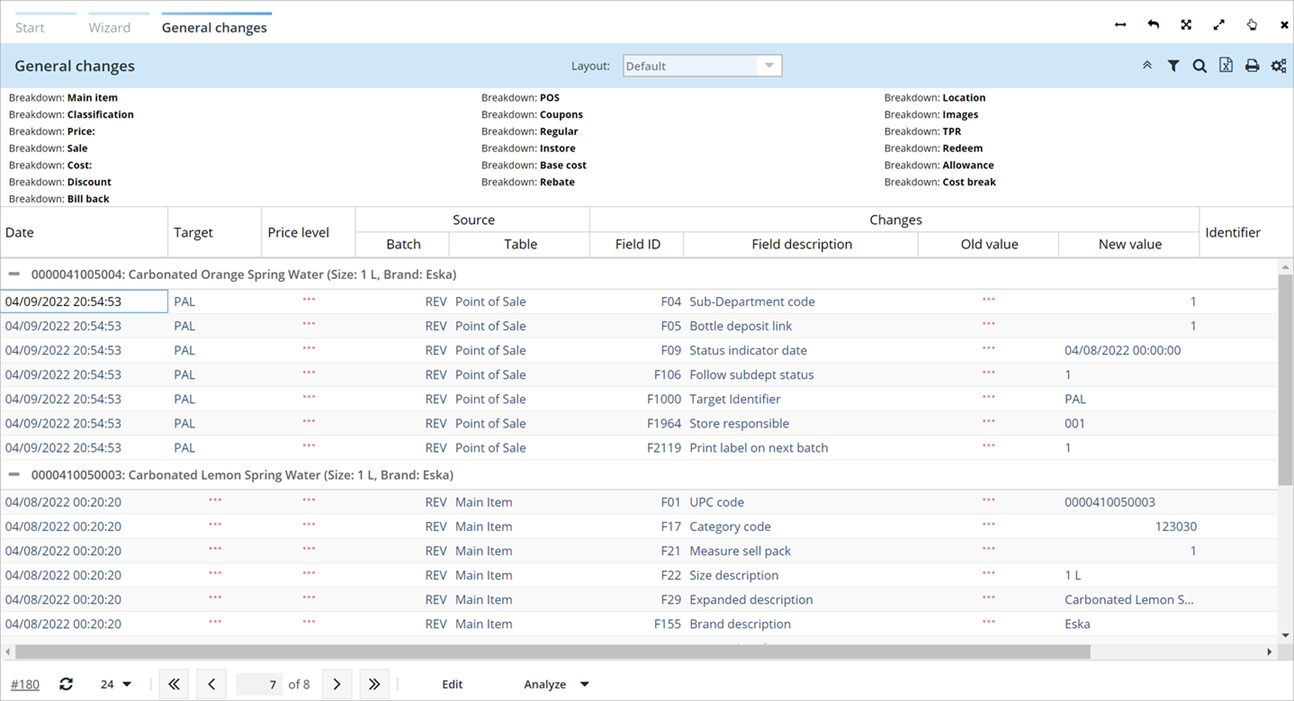 Start Wizard General changes
General changes Layout: Default
Breakdown: Main item Breakdown: POS Breakdown: Location
Breakdown: Classification Breakdown: Coupons Breakdown: Images
Breakdown: Price: Breakdown: Regular Breakdown: TPR
Breakdown: Sale Breakdown: Instore Breakdown: Redeem
Breakdown: Cost: Breakdown: Base cost Breakdown: Allowance
Breakdown: Discount Breakdown: Rebate Breakdown: Cost break
Breakdown: Bill back
Date Target Price level Source Changes Identifier
Batch Table Field ID Field description Old value New value
0000041005004: Carbonated Orange Spring Water (Size: 1 L, Brand: Eska)
04/09/2022 20:54:53 PAL *** REV Point of Sale F04 Sub-Department code *** 1
04/09/2022 20:54:53 PAL *** REV Point of Sale F05 Bottle deposit link *** 1
04/09/2022 20:54:53 PAL *** REV Point of Sale F09 Status indicator date *** 04/08/2022 00:00:00
04/09/2022 20:54:53 PAL *** REV Point of Sale F106 Follow subdept status *** 1
04/09/2022 20:54:53 PAL *** REV Point of Sale F1000 Target Identifier *** PAL
04/09/2022 20:54:53 PAL *** REV Point of Sale F1964 Store responsible *** 001
04/09/2022 20:54:53 PAL *** REV Point of Sale F2119 Print label on next batch *** 1
0000410050003: Carbonated Lemon Spring Water (Size: 1 L, Brand: Eska)
04/08/2022 00:20:20 *** *** REV Main Item F01 UPC code *** 0000410050003
04/08/2022 00:20:20 *** *** REV Main Item F17 Category code *** 123030
04/08/2022 00:20:20 *** *** REV Main Item F21 Measure sell pack *** 1
04/08/2022 00:20:20 *** *** REV Main Item F22 Size description *** 1 L
04/08/2022 00:20:20 *** *** REV Main Item F29 Expanded description *** Carbonated Lemon S...
04/08/2022 00:20:20 *** *** REV Main Item F155 Brand description *** Eska
#180 24 7 of 8 Edit Analyze